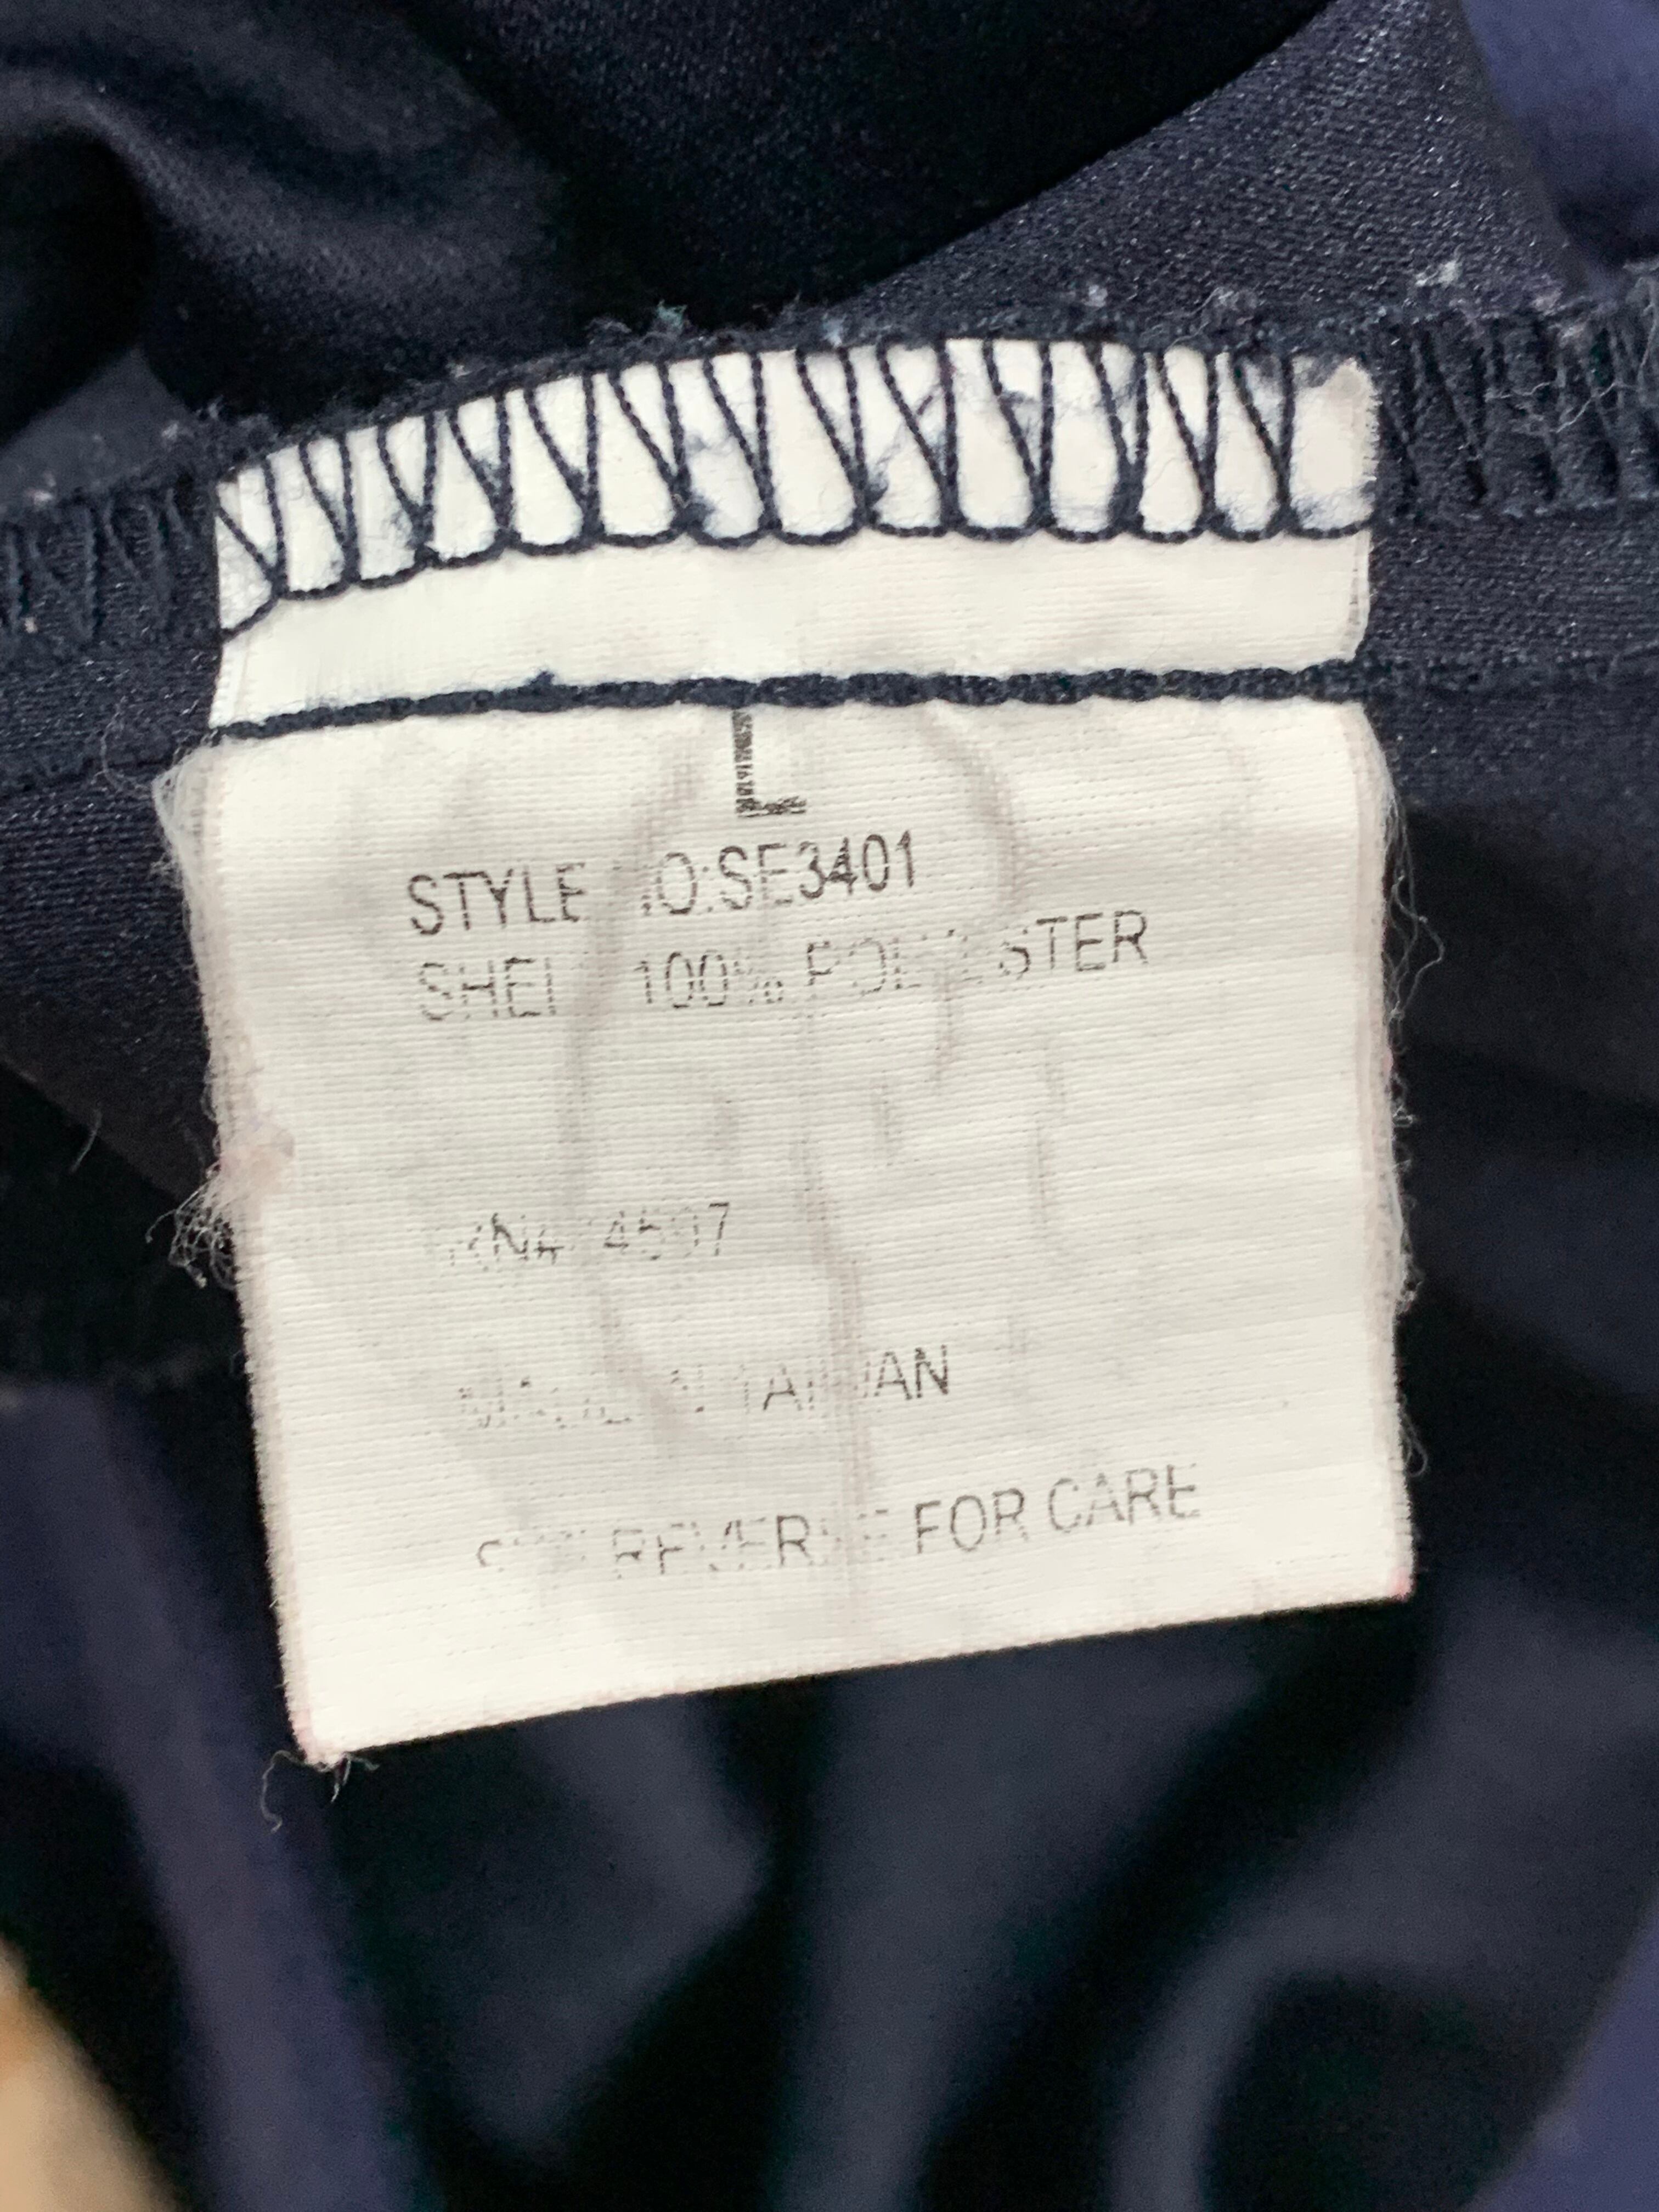 L
STYLE NO:SE3401
SHELL 100% POLYESTER
MADE IN TAIWAN
SEE REVERSE FOR CARE